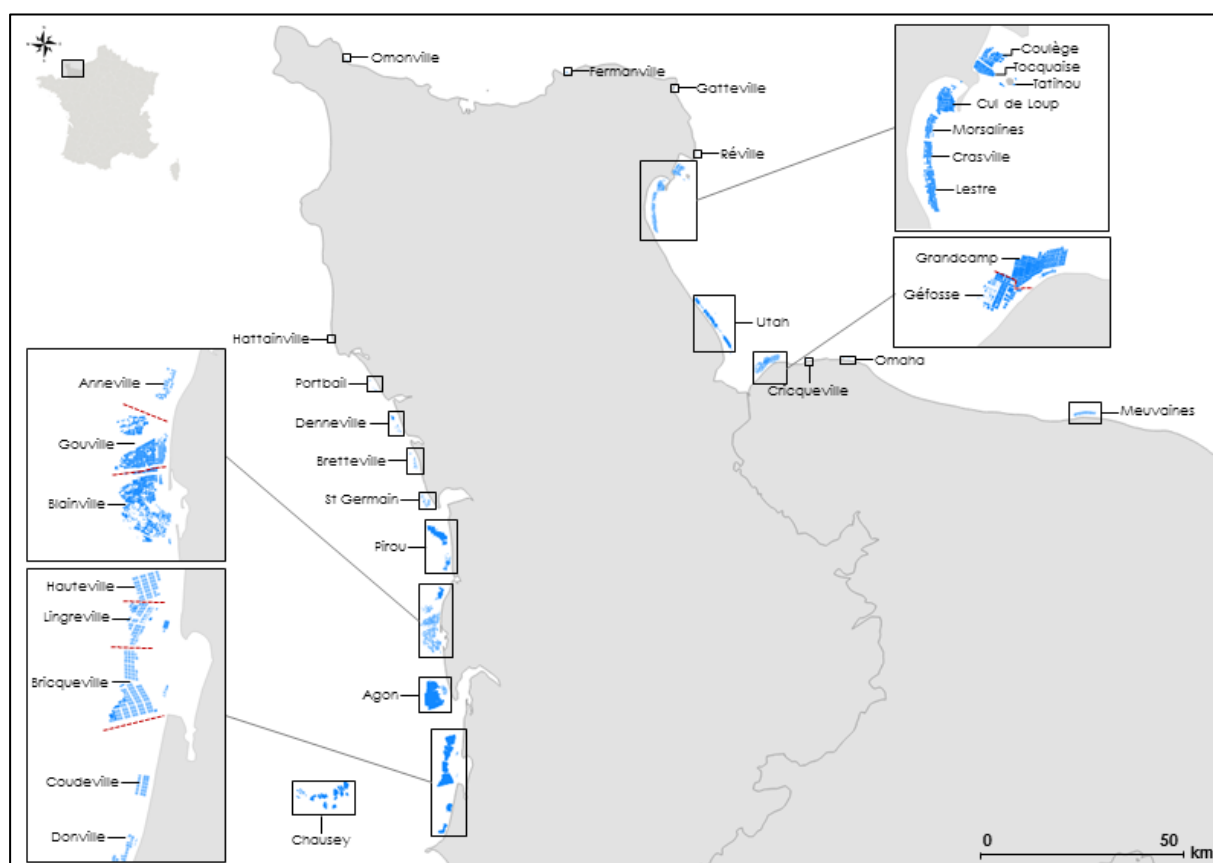 Omonville
Fermanville
Gatteville
Réville
Coulège
Tocquaise
Tatihou
Cul de Loup
Morsalines
Crasville
Lestre
Grandcamp
Géfosse
Utah
Hattainville
Portbail
Denneville
Bretteville
St Germain
Pirou
Agon
Chausey
Cricqueville
Omaha
Meuvaines
Anneville
Gouville
Blainville
Hauteville
Lingreville
Bricqueville
Coudeville
Donville
0 50
km